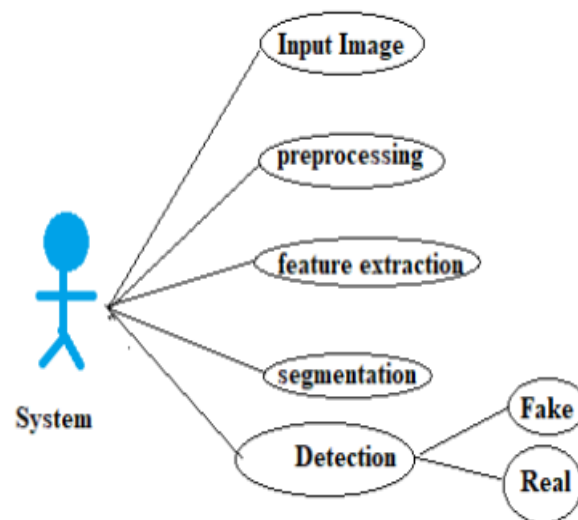 Input Image
preprocessing
feature extraction
segmentation
System
Detection
Fake
Real